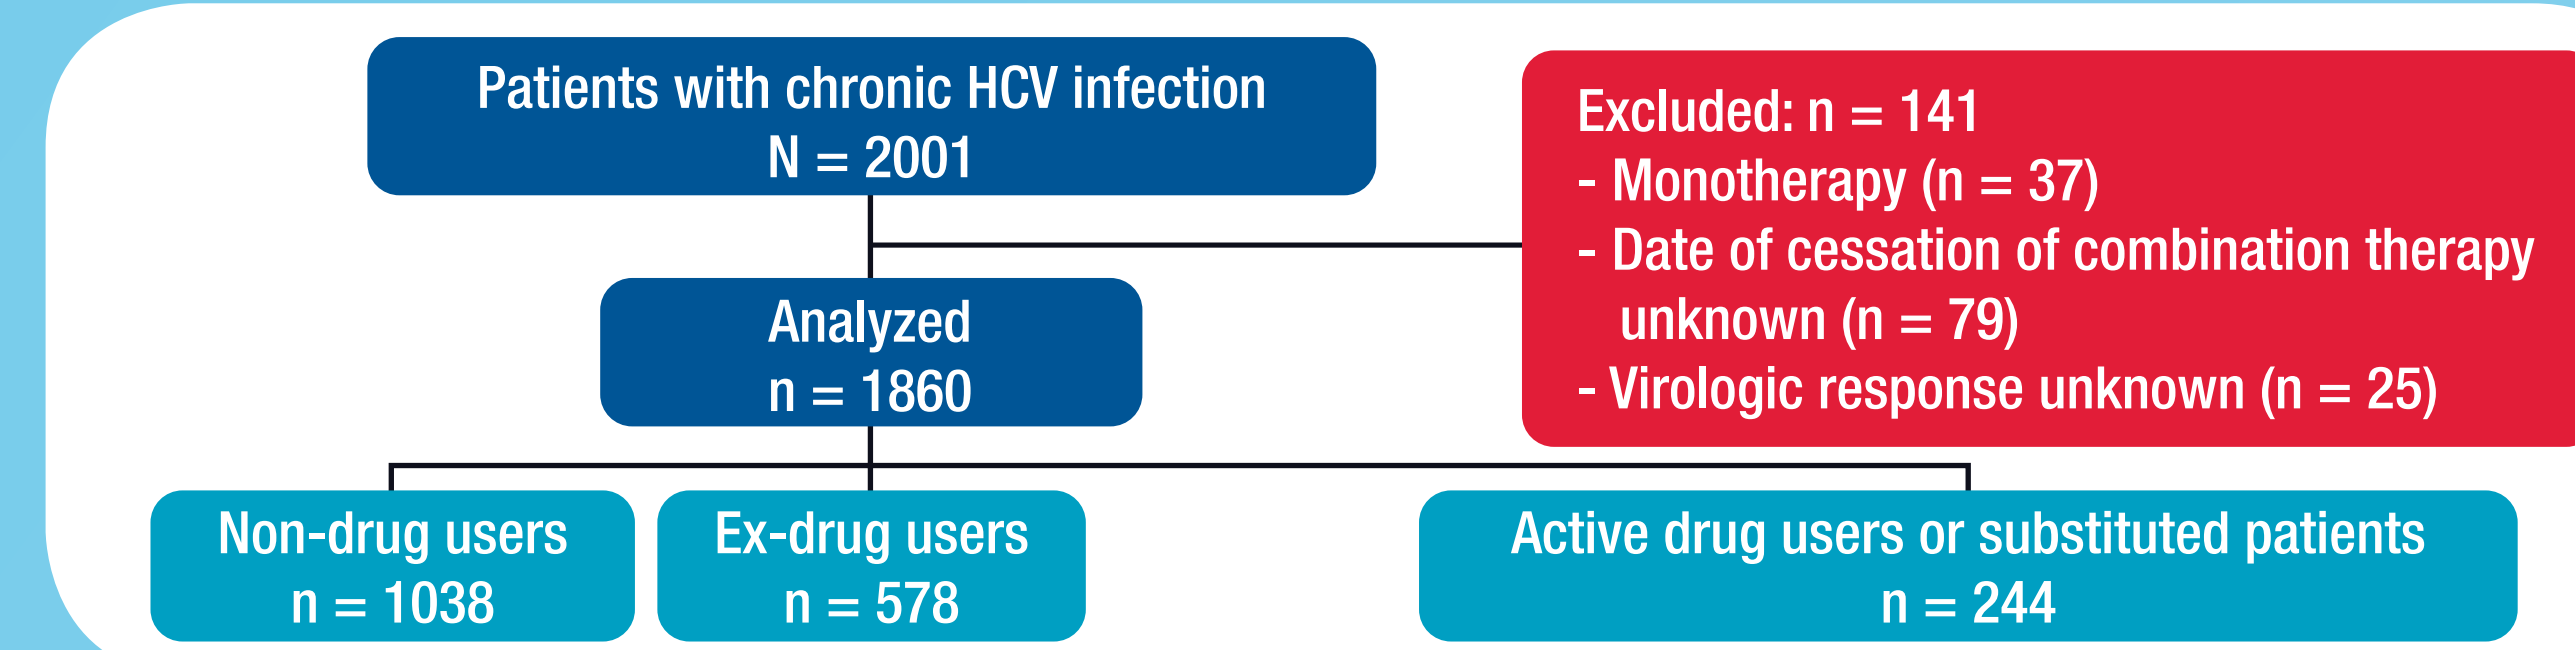 Patients with chronic HCV infection
N = 2001
Excluded: n = 141
- Monotherapy (n = 37)
- Date of cessation of combination therapy
unknown (n = 79)
- Virologic response unknown (n = 25)
Analyzed
n = 1860
Non-drug users
n = 1038
Ex-drug users
n = 578
Active drug users or substituted patients
n = 244